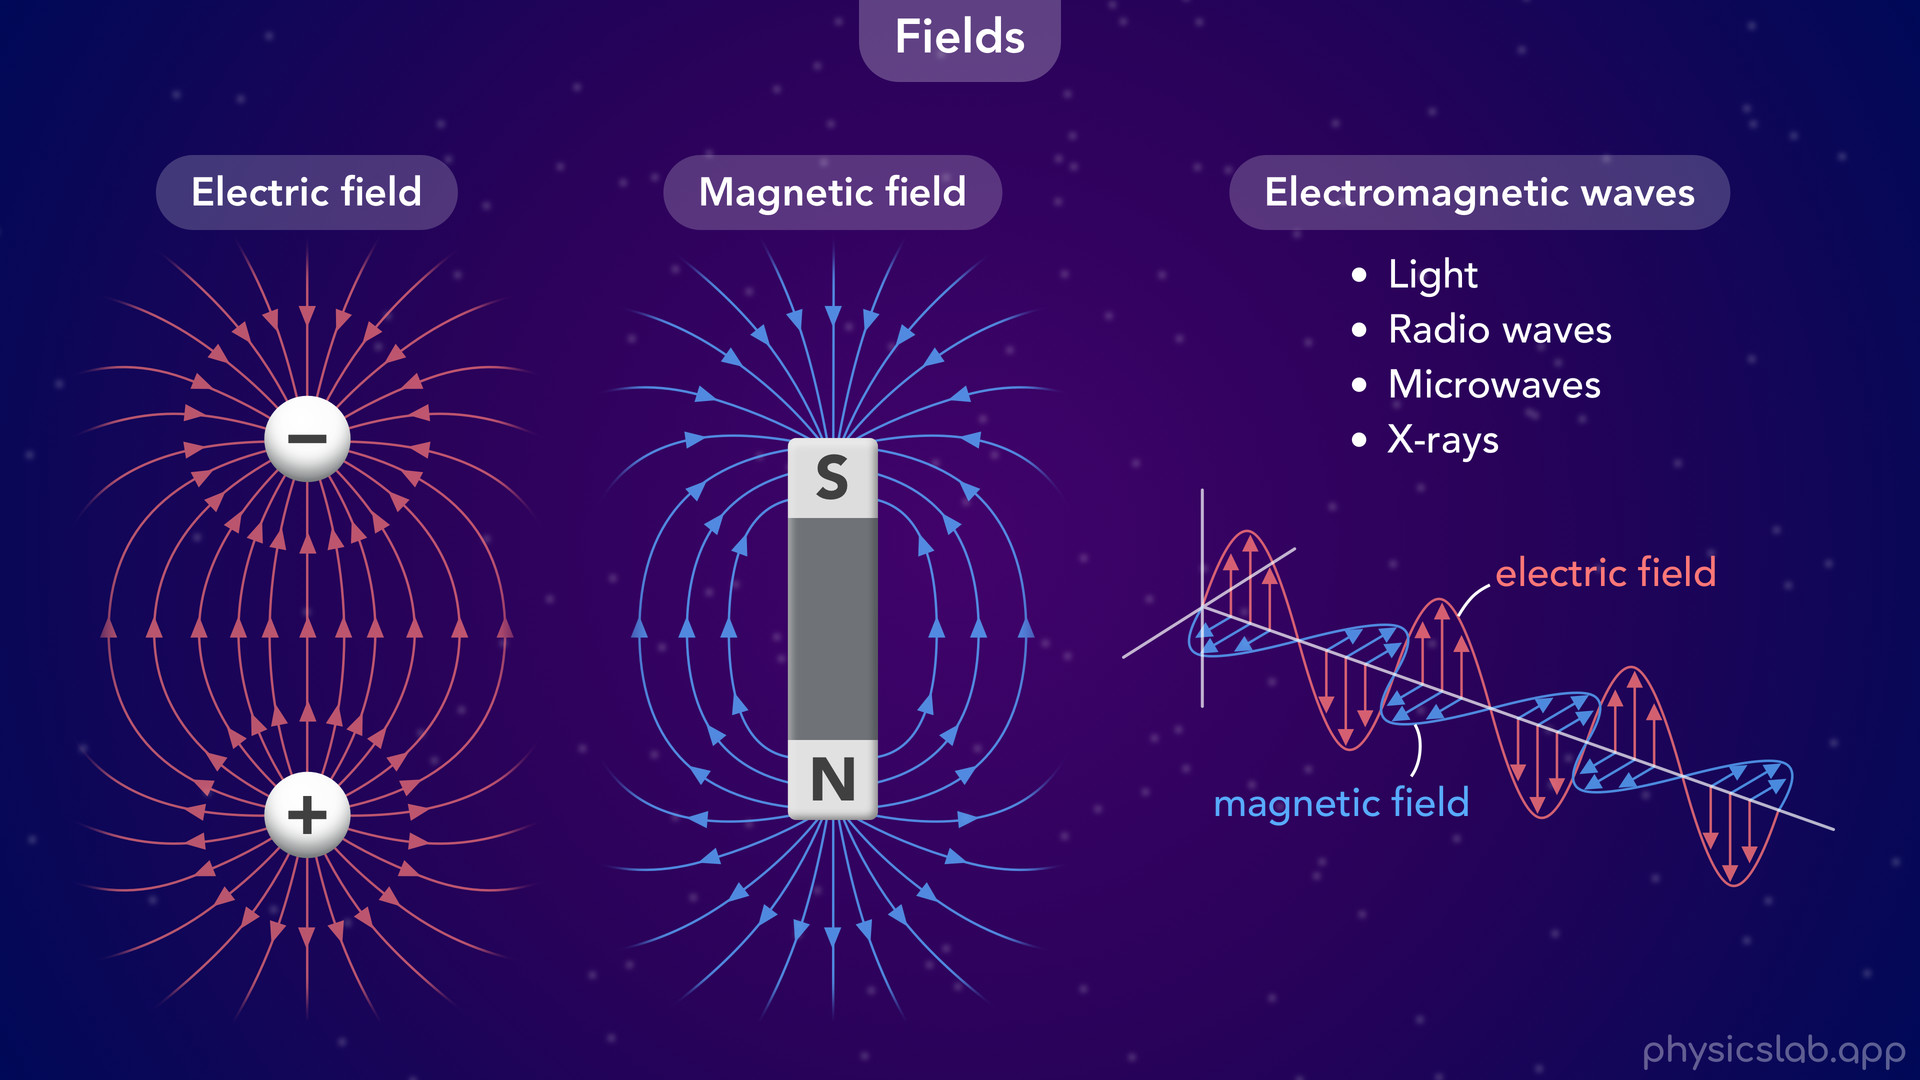 Fields
Electric field
−
+
Magnetic field
S
N
Electromagnetic waves
• Light
• Radio waves
• Microwaves
• X-rays
electric field
magnetic field
physicslab.app